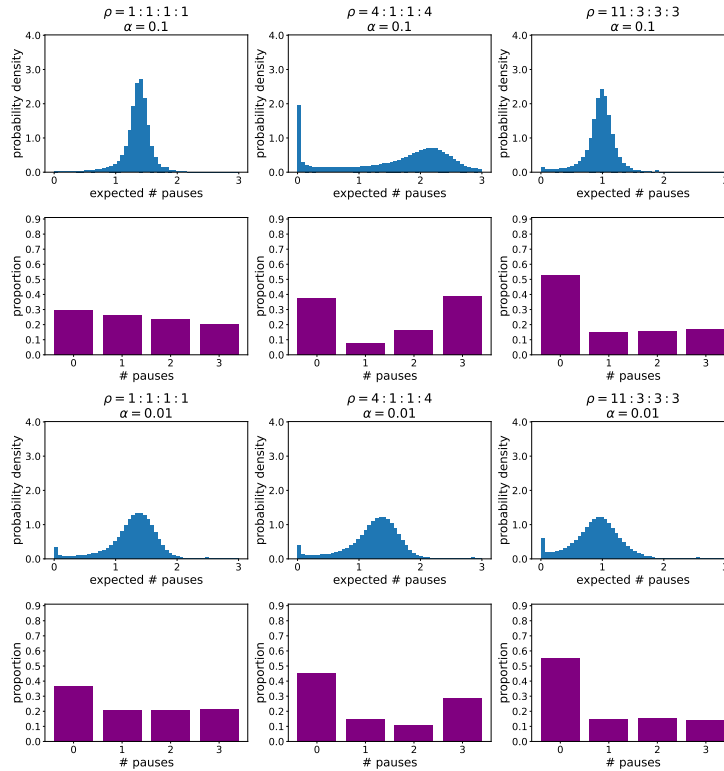 ρ = 1 : 1 : 1 : 1
α = 0.1
ρ = 4 : 1 : 1 : 4
α = 0.1
ρ = 11 : 3 : 3 : 3
α = 0.1
probability density
4.0
3.0
2.0
1.0
0.0
0 1 2 3
expected # pauses
probability density
4.0
3.0
2.0
1.0
0.0
0 1 2 3
expected # pauses
probability density
4.0
3.0
2.0
1.0
0.0
0 1 2 3
expected # pauses
proportion
0.9
0.8
0.7
0.6
0.5
0.4
0.3
0.2
0.1
0.0
0 1 2 3
# pauses
proportion
0.9
0.8
0.7
0.6
0.5
0.4
0.3
0.2
0.1
0.0
0 1 2 3
# pauses
proportion
0.9
0.8
0.7
0.6
0.5
0.4
0.3
0.2
0.1
0.0
0 1 2 3
# pauses
ρ = 1 : 1 : 1 : 1
α = 0.01
ρ = 4 : 1 : 1 : 4
α = 0.01
ρ = 11 : 3 : 3 : 3
α = 0.01
probability density
4.0
3.0
2.0
1.0
0.0
0 1 2 3
expected # pauses
probability density
4.0
3.0
2.0
1.0
0.0
0 1 2 3
expected # pauses
probability density
4.0
3.0
2.0
1.0
0.0
0 1 2 3
expected # pauses
proportion
0.9
0.8
0.7
0.6
0.5
0.4
0.3
0.2
0.1
0.0
0 1 2 3
# pauses
proportion
0.9
0.8
0.7
0.6
0.5
0.4
0.3
0.2
0.1
0.0
0 1 2 3
# pauses
proportion
0.9
0.8
0.7
0.6
0.5
0.4
0.3
0.2
0.1
0.0
0 1 2 3
# pauses